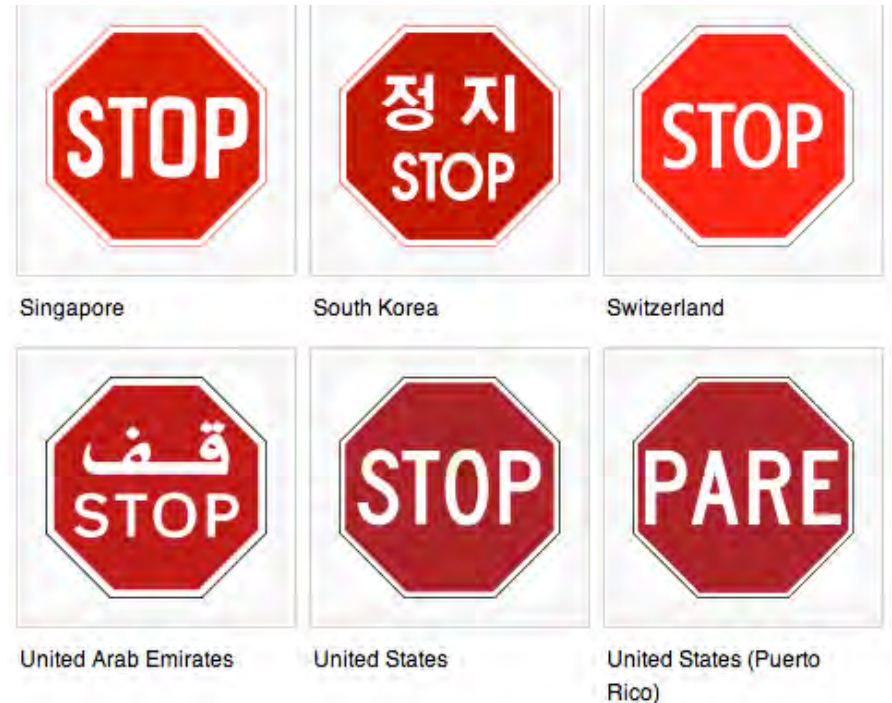 STOP
정 지
STOP
STOP
Singapore
South Korea
Switzerland
قف
STOP
STOP
PARE
United Arab Emirates
United States
United States (Puerto
Rico)